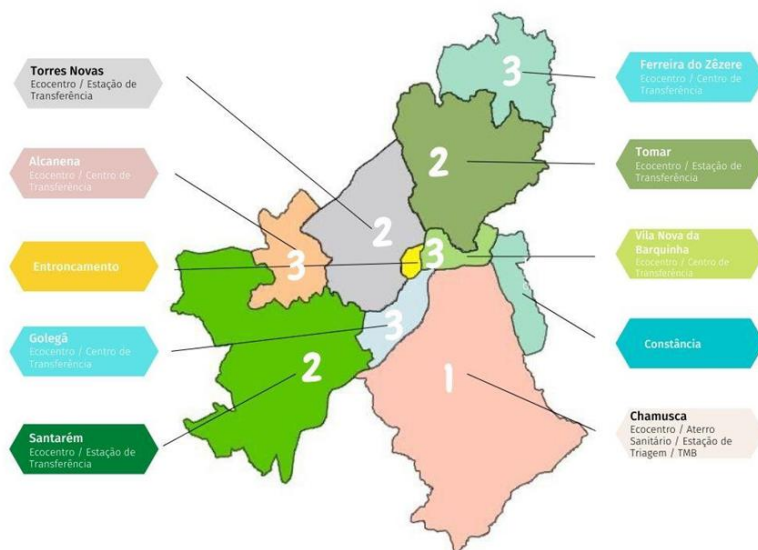 Torres Novas
Ecocentro / Estação de
Transferência
Alcanena
Ecocentro / Centro de
Transferência
Entroncamento
Golegã
Ecocentro / Centro de
Transferência
Santarém
Ecocentro / Estação de
Transferência
3
2
2
3
3
3
2
1
Ferreira do Zêzere
Ecocentro / Centro de
Transferência
Tomar
Ecocentro / Estação de
Transferência
Vila Nova da
Barquinha
Ecocentro / Centro de
Transferência
Constância
Chamusca
Ecocentro / Aterro
Sanitário / Estação de
Triagem / TMB